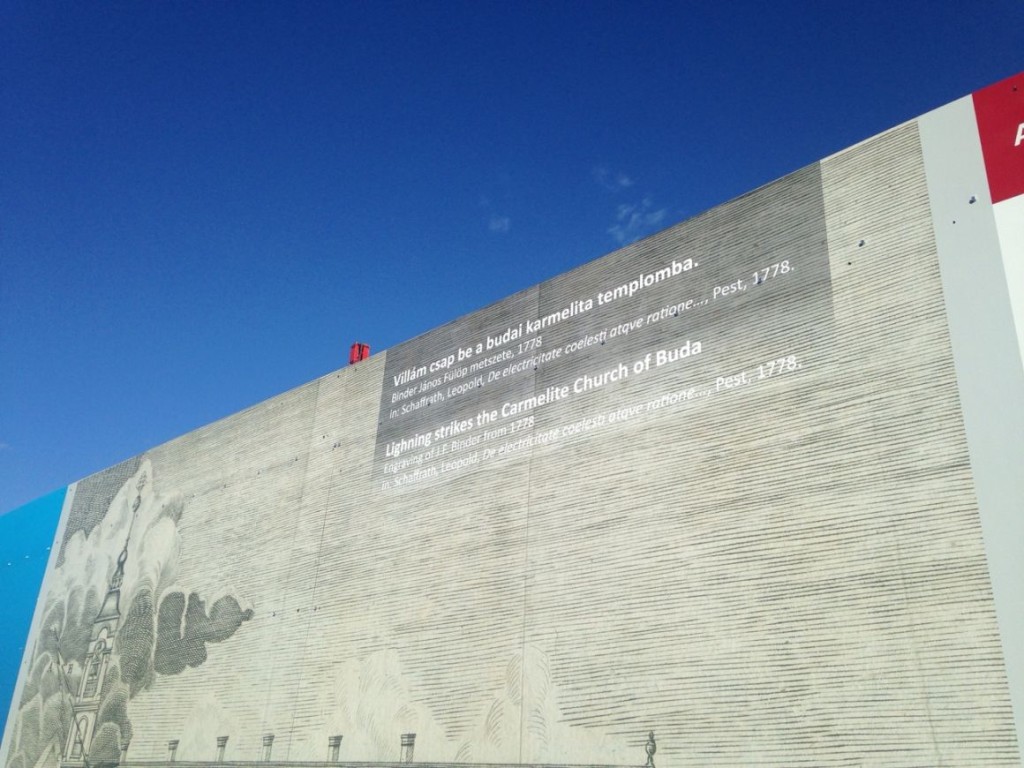 Villám csap be a budai karmelita templomba.
Binder János Fülöp metszete, 1778
In: Schaffrath, Leopold, De electricitate coelesti atqve ratione..., Pest, 1778.
Lighning strikes the Carmelite Church of Buda
Engraving of J.F. Binder from 1778
In: Schaffrath, Leopold, De electricitate coelesti atqve ratione..., Pest, 1778.